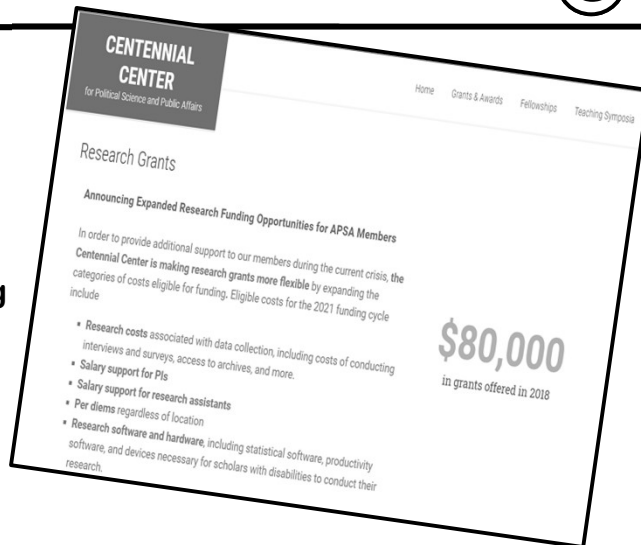 CENTENNIAL
CENTER
for Political Science and Public Affairs
Home Grants & Awards Fellowships Teaching Symposia
Research Grants
Announcing Expanded Research Funding Opportunities for APSA Members
In order to provide additional support to our members during the current crisis, the
Centennial Center is making research grants more flexible by expanding the
categories of costs eligible for funding. Eligible costs for the 2021 funding cycle
include
▪ Research costs associated with data collection, including costs of conducting
interviews and surveys, access to archives, and more.
▪ Salary support for PIs
▪ Salary support for research assistants
▪ Per diems regardless of location
▪ Research software and hardware, including statistical software, productivity
software, and devices necessary for scholars with disabilities to conduct their
research.
$80,000
in grants offered in 2018